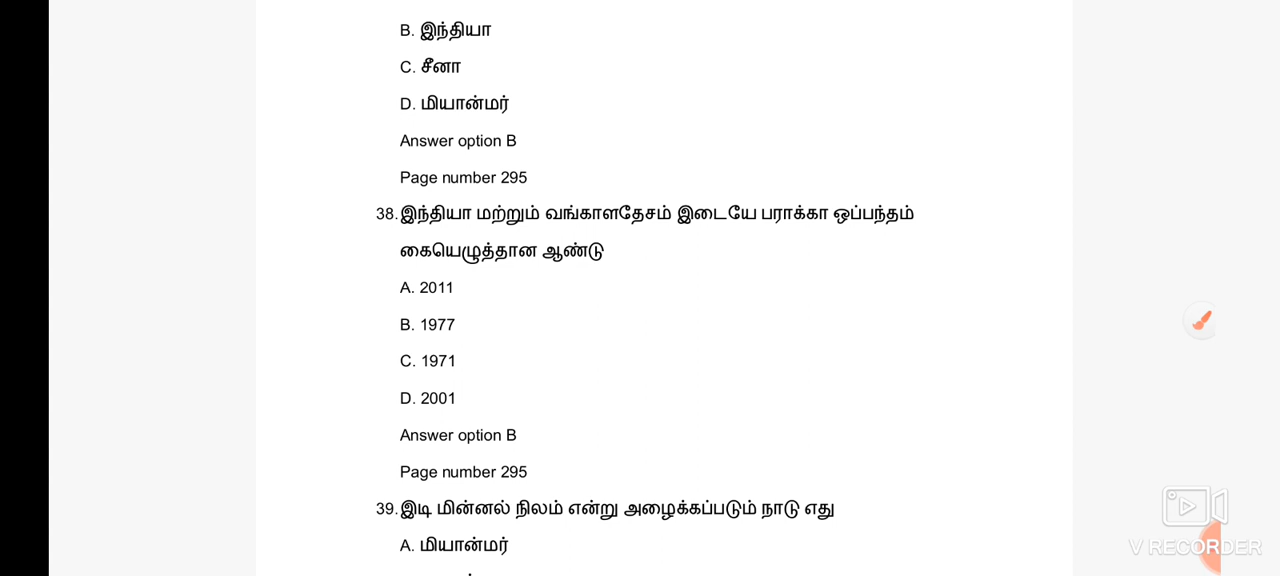 B. இந்தியா
C. சீனா
D. மியான்மர்
Answer option B
Page number 295
38. இந்தியா மற்றும் வங்காளதேசம் இடையே பராக்கா ஒப்பந்தம்
கையெழுத்தான ஆண்டு
A. 2011
B. 1977
C. 1971
D. 2001
Answer option B
Page number 295
39. இடி மின்னல் நிலம் என்று அழைக்கப்படும் நாடு எது
A. மியான்மர்
V RECORDER